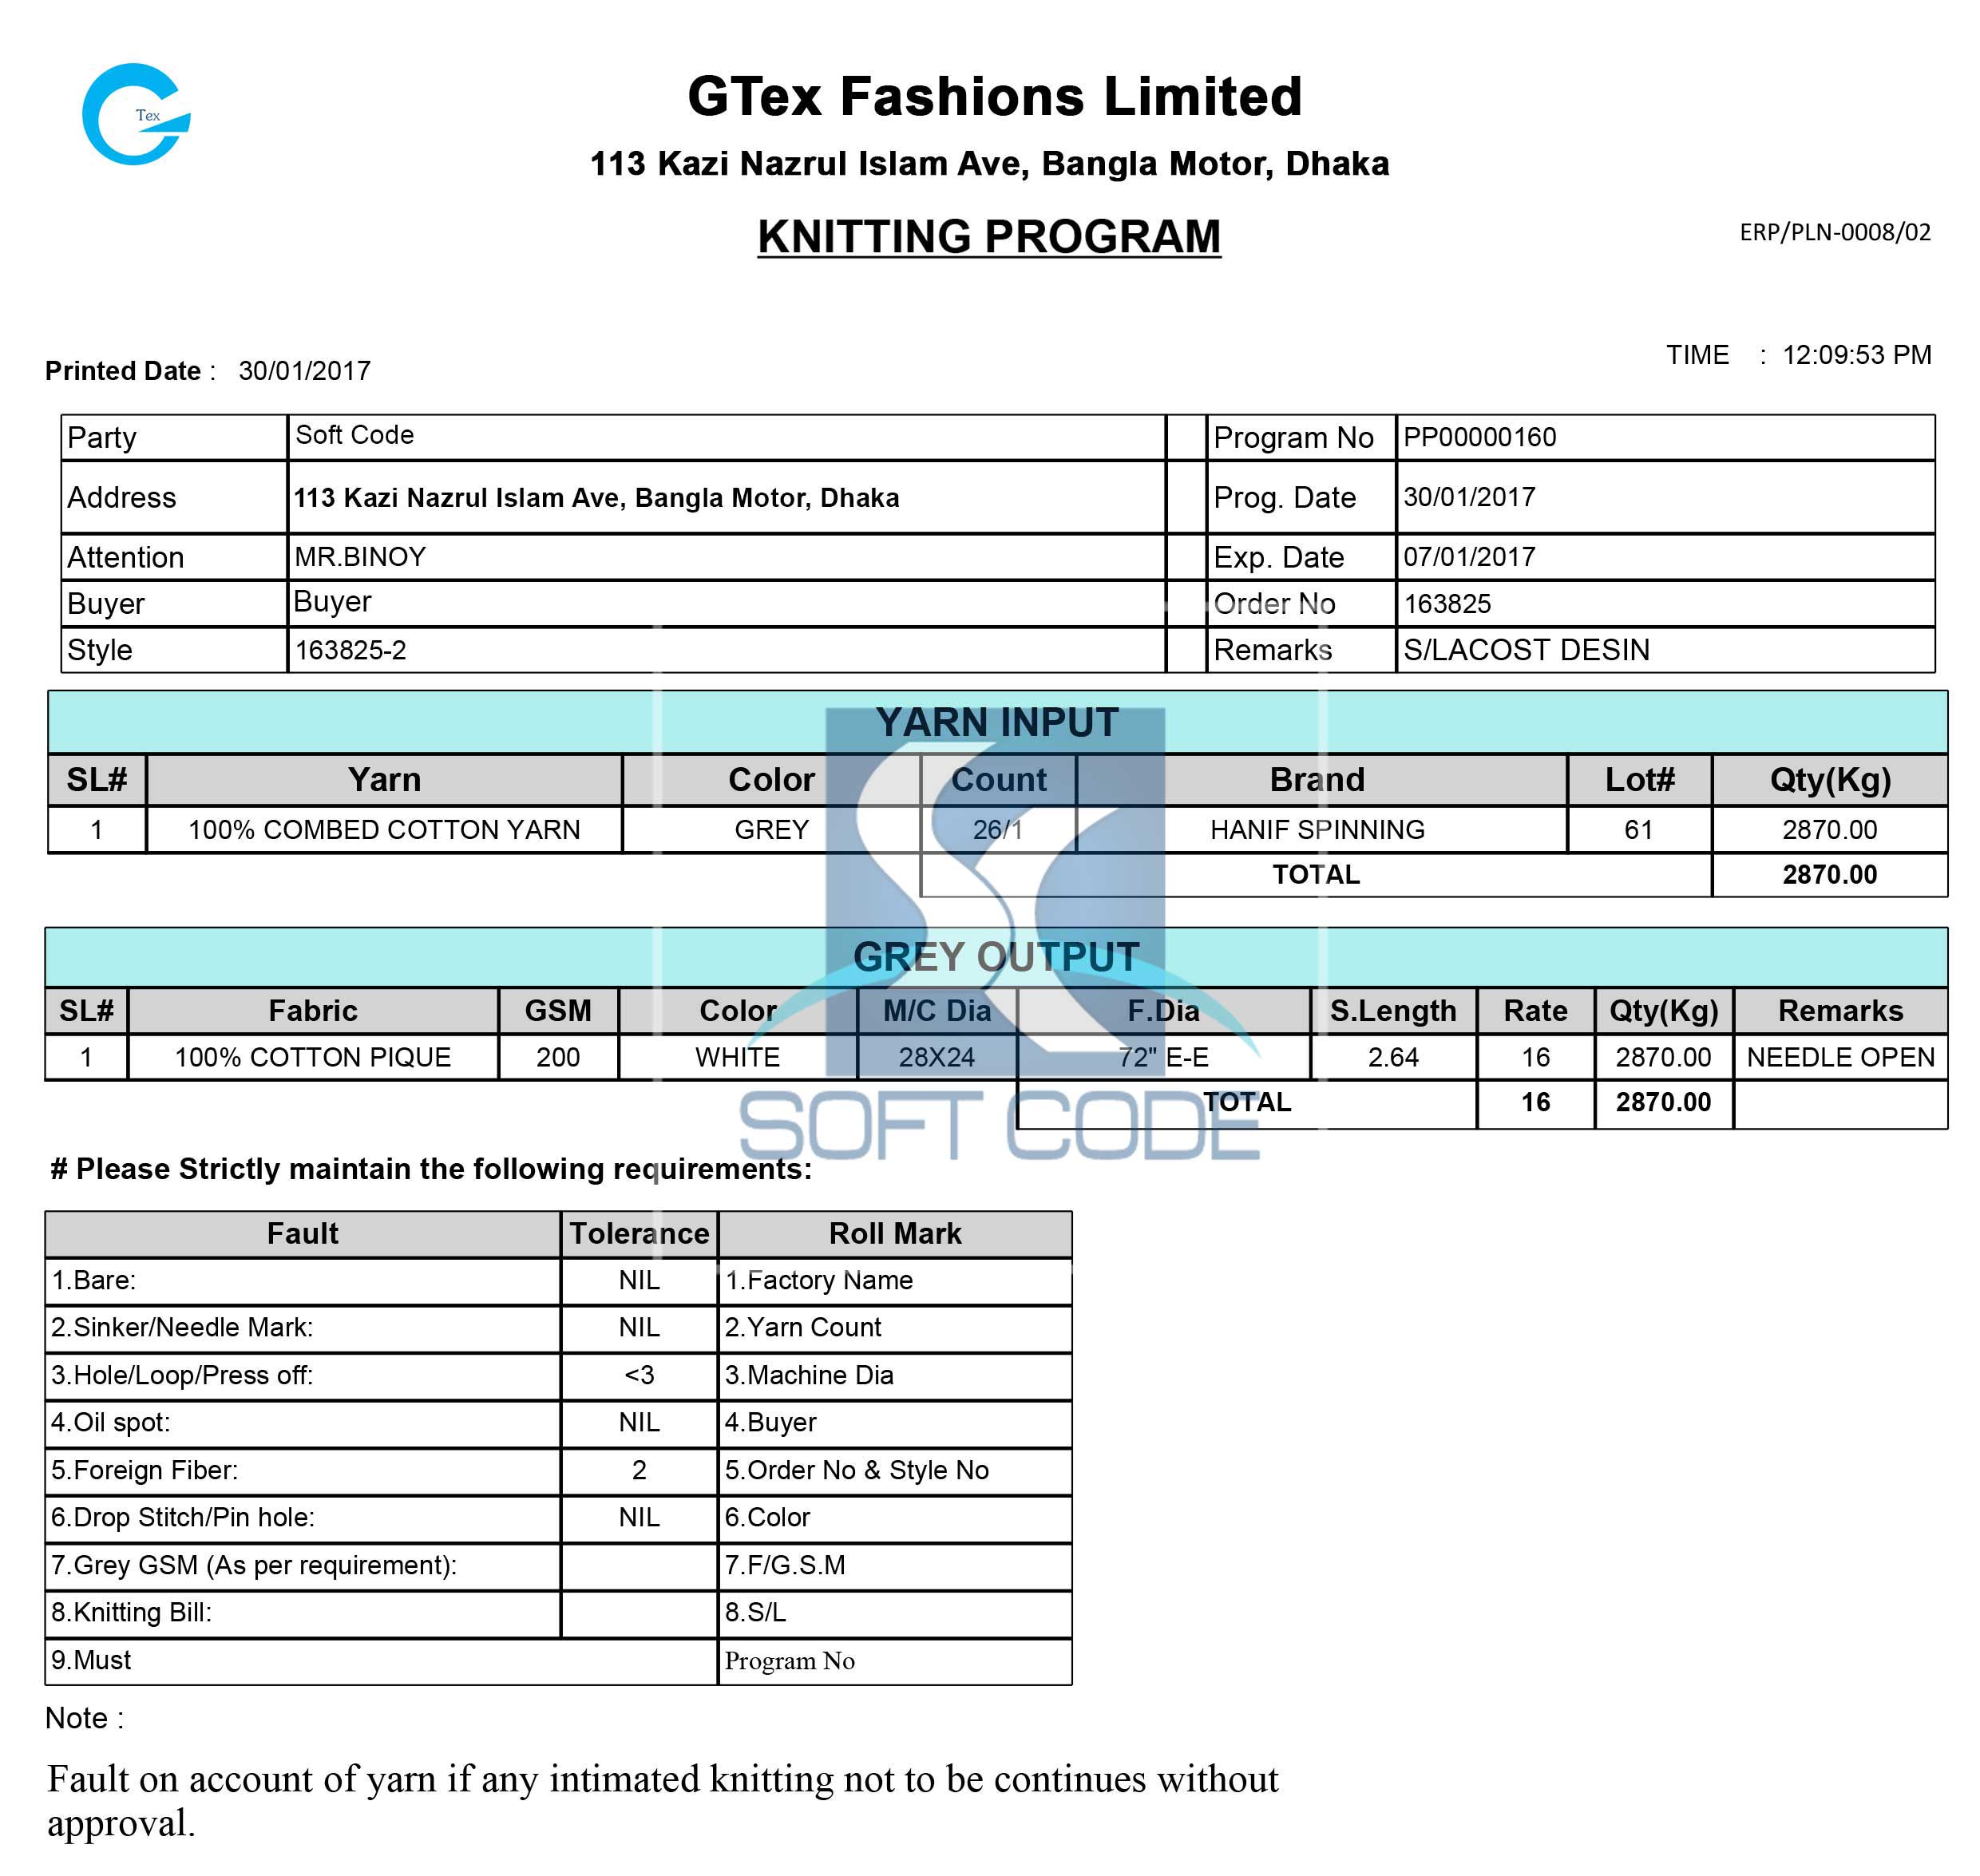 Tex
GTex Fashions Limited
113 Kazi Nazrul Islam Ave, Bangla Motor, Dhaka
KNITTING PROGRAM
ERP/PLN-0008/02
TIME : 12:09:53 PM
Printed Date : 30/01/2017
Party Soft Code Program No PP00000160
Address 113 Kazi Nazrul Islam Ave, Bangla Motor, Dhaka Prog. Date 30/01/2017
Attention MR.BINOY Exp. Date 07/01/2017
Buyer Buyer Order No 163825
Style 163825-2 Remarks S/LACOST DESIN
YARN INPUT
SL# Yarn Color Count Brand Lot# Qty(Kg)
1 100% COMBED COTTON YARN GREY 26/1 HANIF SPINNING 61 2870.00
TOTAL 2870.00
GREY OUTPUT
SL# Fabric GSM Color M/C Dia F.Dia S.Length Rate Qty(Kg) Remarks
1 100% COTTON PIQUE 200 WHITE 28X24 72" E-E 2.64 16 2870.00 NEEDLE OPEN
TOTAL 16 2870.00
SOFT CODE
# Please Strictly maintain the following requirements:
Fault Tolerance Roll Mark
1.Bare: NIL 1.Factory Name
2.Sinker/Needle Mark: NIL 2.Yarn Count
3.Hole/Loop/Press off: <3 3.Machine Dia
4.Oil spot: NIL 4.Buyer
5.Foreign Fiber: 2 5.Order No & Style No
6.Drop Stitch/Pin hole: NIL 6.Color
7.Grey GSM (As per requirement): 7.F/G.S.M
8.Knitting Bill: 8.S/L
9.Must Program No
Note :
Fault on account of yarn if any intimated knitting not to be continues without
approval.